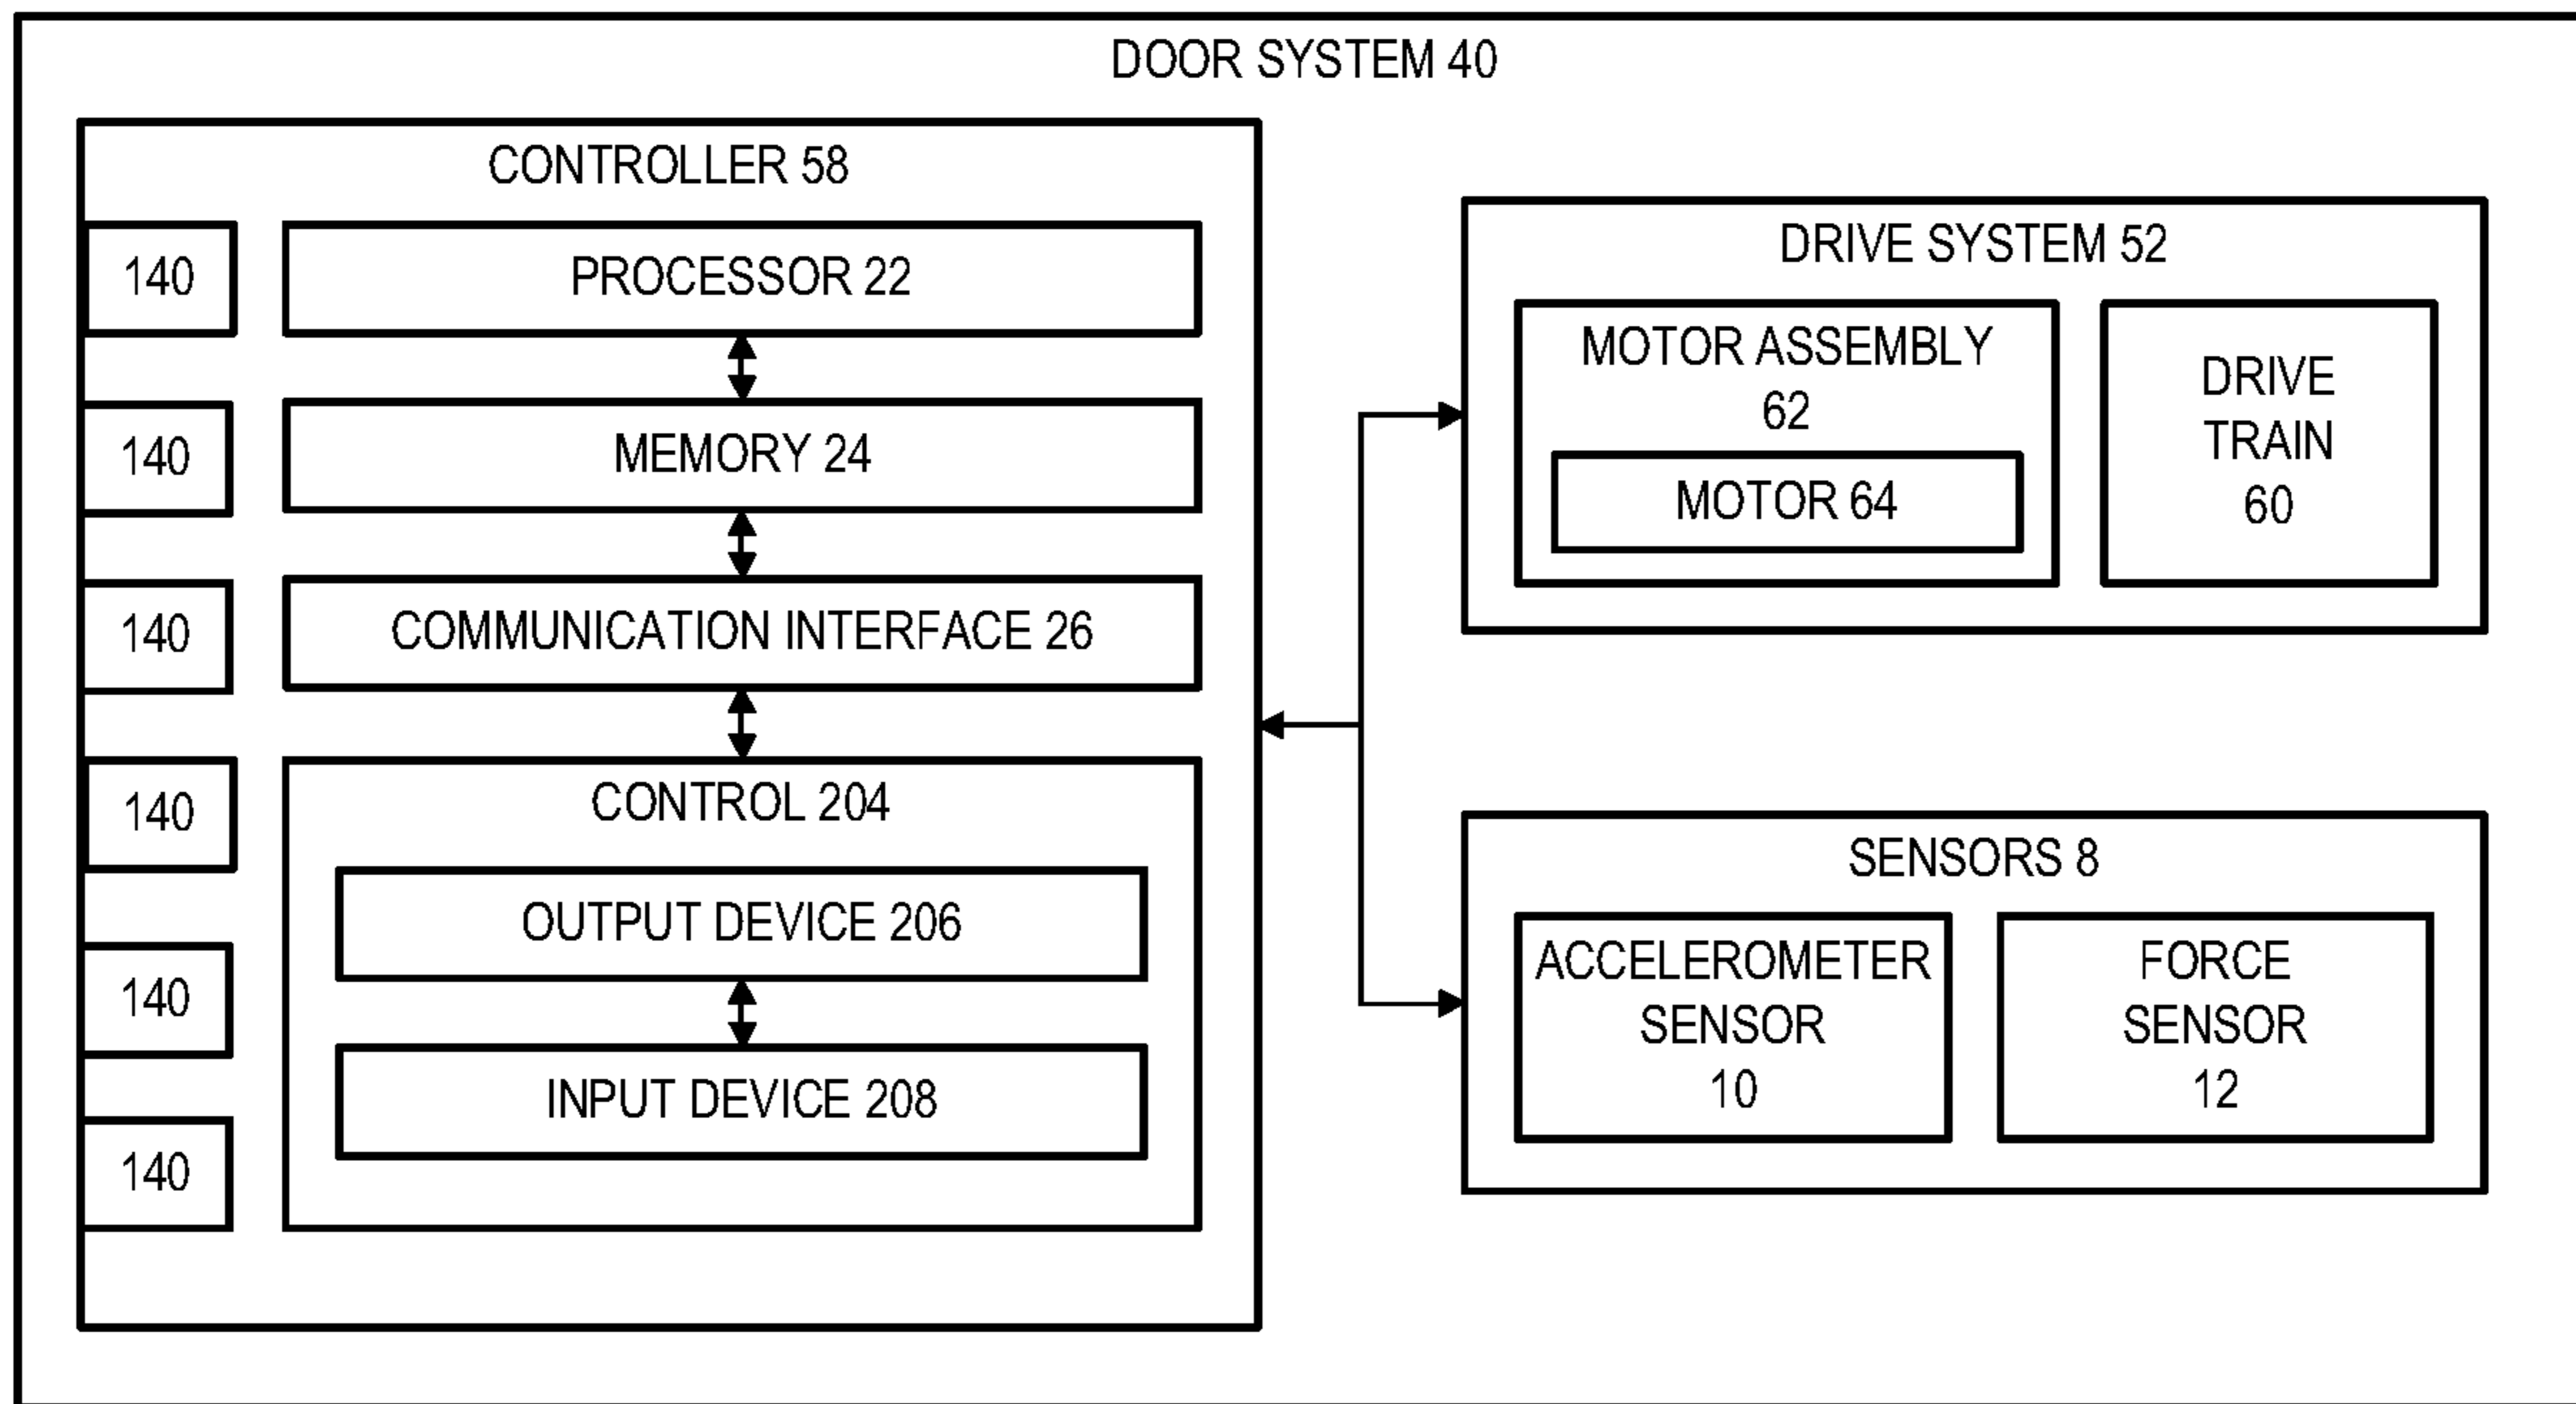 DOOR SYSTEM 40
CONTROLLER 58
140
PROCESSOR 22
140
MEMORY 24
140
COMMUNICATION INTERFACE 26
140
CONTROL 204
140
OUTPUT DEVICE 206
140
INPUT DEVICE 208
DRIVE SYSTEM 52
MOTOR ASSEMBLY
62
MOTOR 64
DRIVE
TRAIN
60
SENSORS 8
ACCELEROMETER
SENSOR
10
FORCE
SENSOR
12